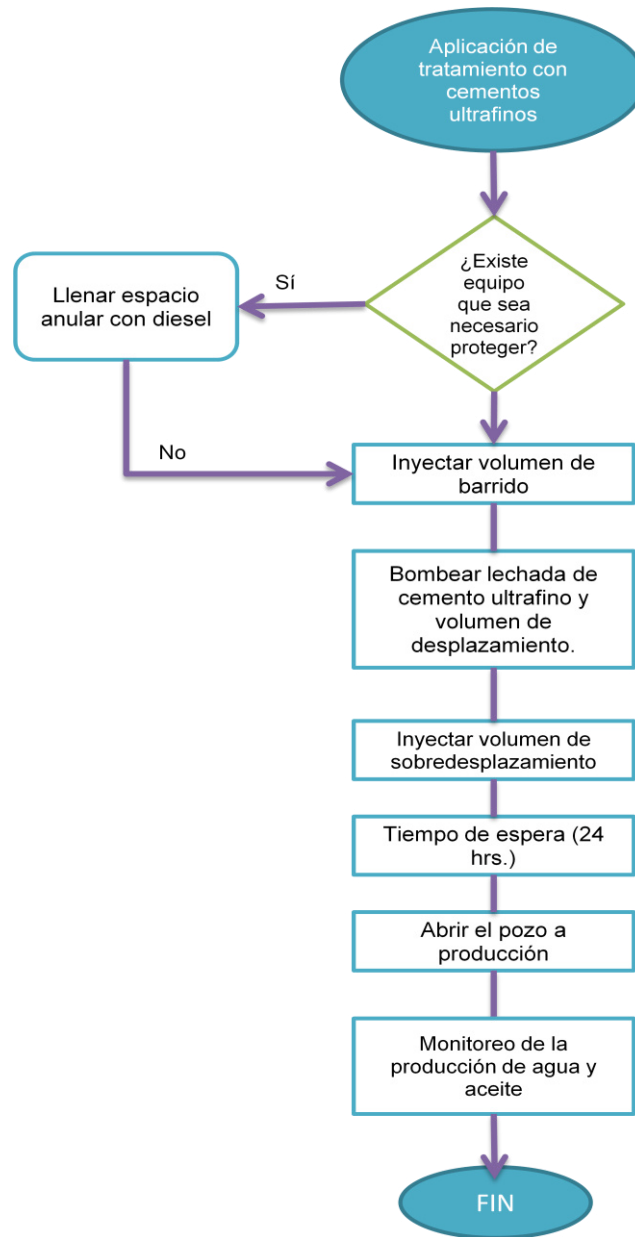 Aplicación de
tratamiento con
cementos
ultrafinos
¿Existe
equipo
que sea
necesario
proteger?
Sí
Llenar espacio
anular con diesel
No
Inyectar volumen de
barrido
Bombear lechada de
cemento ultrafino y
volumen de
desplazamiento.
Inyectar volumen de
sobredesplazamiento
Tiempo de espera (24
hrs.)
Abrir el pozo a
producción
Monitoreo de la
producción de agua y
aceite
FIN